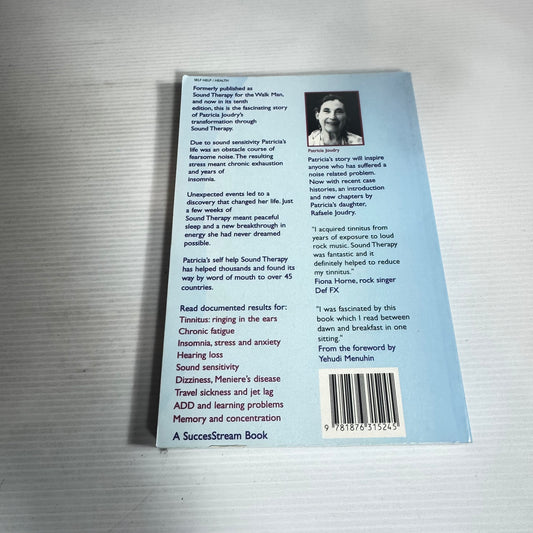 SELF HELP / HEALTH
Formerly published as
Sound Therapy for the Walk Man,
and now in its tenth
edition, this is the fascinating story
of Patricia Joudry's
transformation through
Sound Therapy.
Due to sound sensitivity Patricia's
life was an obstacle course of
fearsome noise. The resulting
stress meant chronic exhaustion
and years of
insomnia.
Unexpected events led to a
discovery that changed her life. Just
a few weeks of
Sound Therapy meant peaceful
sleep and a new breakthrough in
energy she had never dreamed
possible.
Patricia's self help Sound Therapy
has helped thousands and found its
way by word of mouth to over 45
countries.
Read documented results for:
Tinnitus: ringing in the ears
Chronic fatigue
Insomnia, stress and anxiety
Hearing loss
Sound sensitivity
Dizziness, Meniere's disease
Travel sickness and jet lag
ADD and learning problems
Memory and concentration
A SuccesStream Book
Patricia Joudry
Patricia's story will inspire
anyone who has suffered a
noise related problem.
Now with recent case
histories, an introduction
and new chapters by
Patricia's daughter,
Rafaele Joudry.
"I acquired tinnitus from
years of exposure to loud
rock music. Sound Therapy
was fantastic and it
definitely helped to reduce
my tinnitus."
Fiona Horne, rock singer
Def FX
"I was fascinated by this
book which I read between
dawn and breakfast in one
sitting."
From the foreword by
Yehudi Menuhin
9 781876 315245